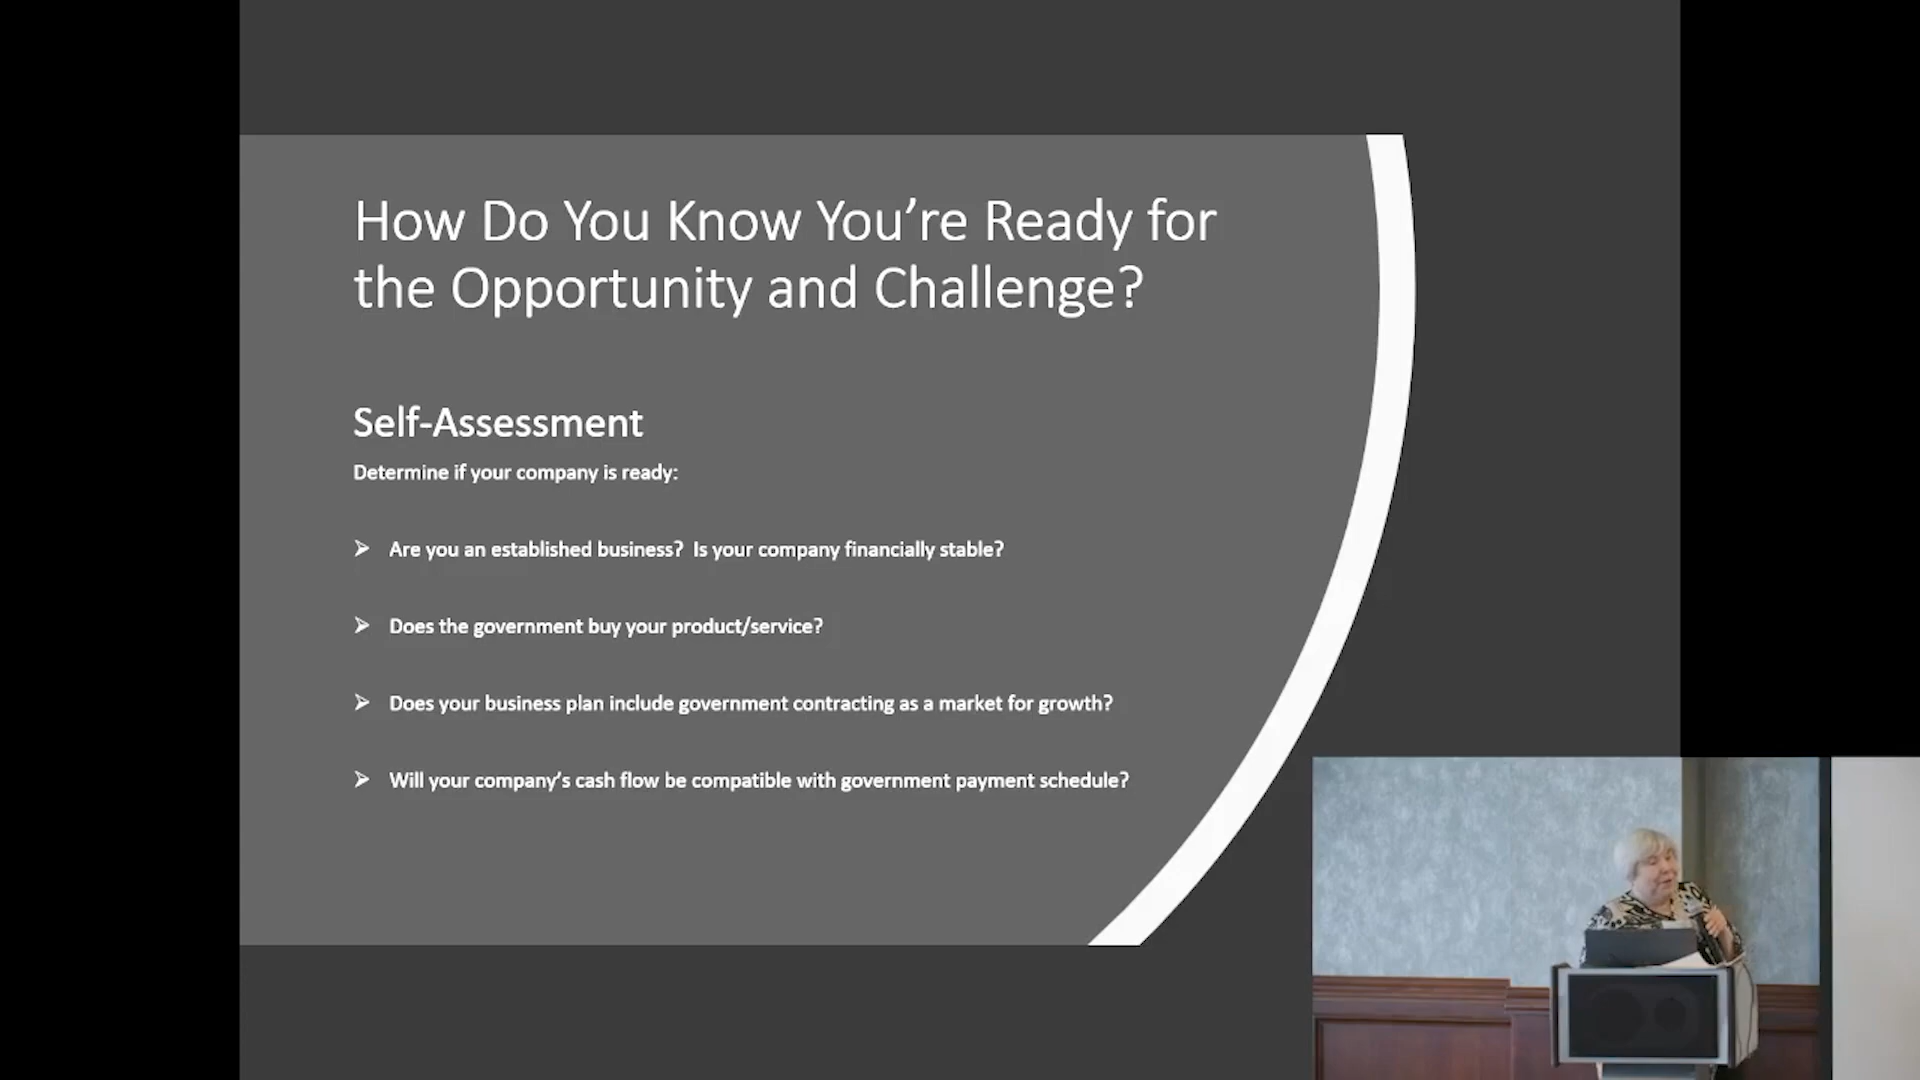 How Do You Know You’re Ready for
the Opportunity and Challenge?
Self-Assessment
Determine if your company is ready:
➢ Are you an established business?  Is your company financially stable?
➢ Does the government buy your product/service?
➢ Does your business plan include government contracting as a market for growth?
➢ Will your company’s cash flow be compatible with government payment schedule?